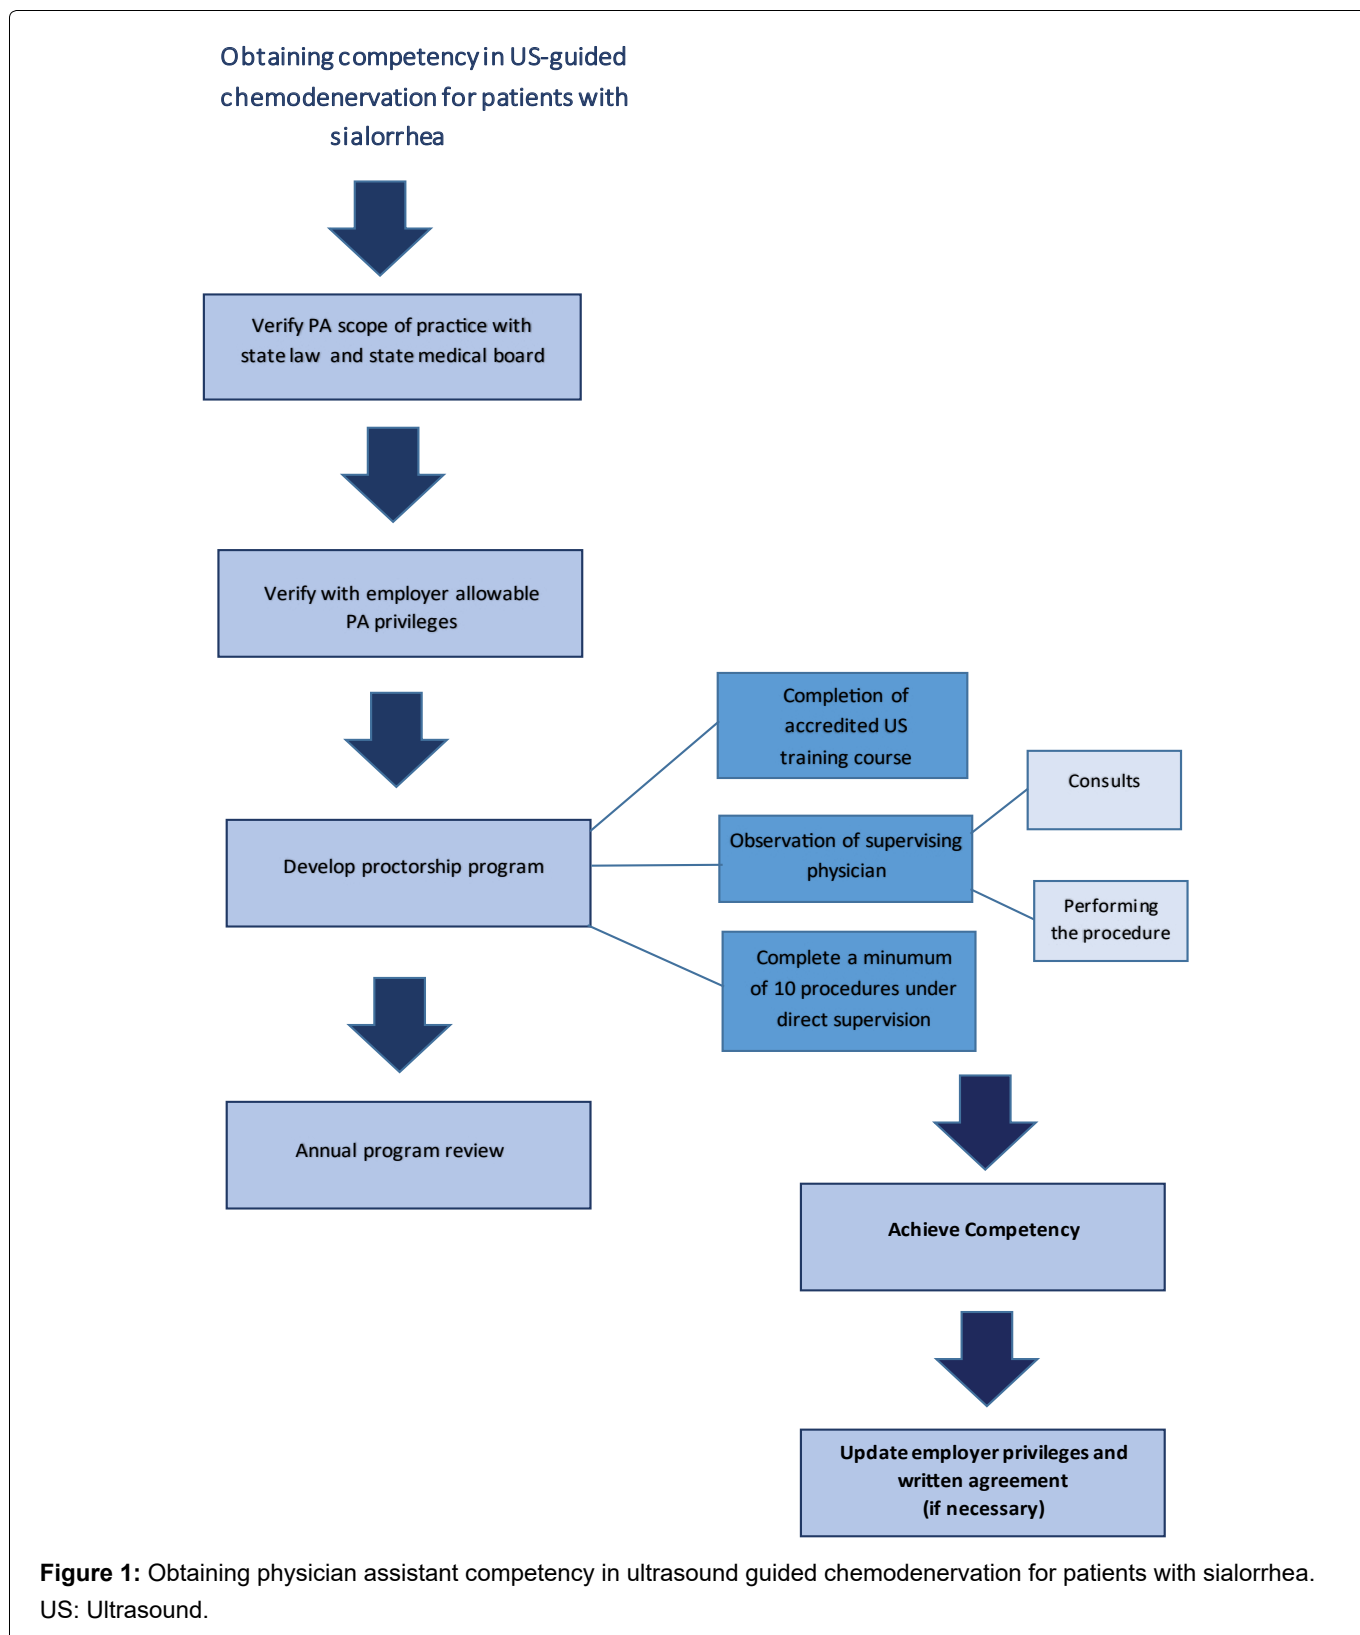 Obtaining competency in US-guided
chemodenervation for patients with
sialorrhea
Verify PA scope of practice with
state law and state medical board
Verify with employer allowable
PA privileges
Develop proctorship program
Completion of
accredited US
training course
Observation of supervising
physician
Consults
Performing
the procedure
Complete a minumum
of 10 procedures under
direct supervision
Annual program review
Achieve Competency
Update employer privileges and
written agreement
(if necessary)
Figure 1: Obtaining physician assistant competency in ultrasound guided chemodenervation for patients with sialorrhea.
US: Ultrasound.